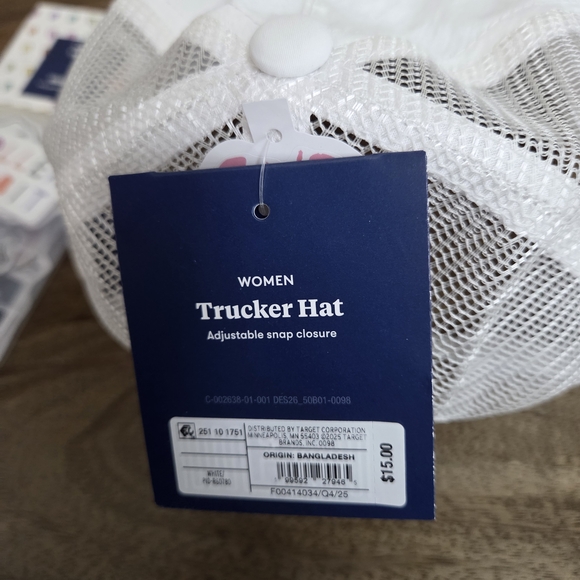 WOMEN
Trucker Hat
Adjustable snap closure
C-002638-01-001 DE526_50B01-0098
251 10 1751
DISTRIBUTED BY TARGET CORPORATION
MINNEAPOLIS, MN 55403 ©2025 TARGET
BRANDS, INC. 0098
ORIGIN: BANGLADESH
WHITE/
$15.00
F00414034/Q4/25